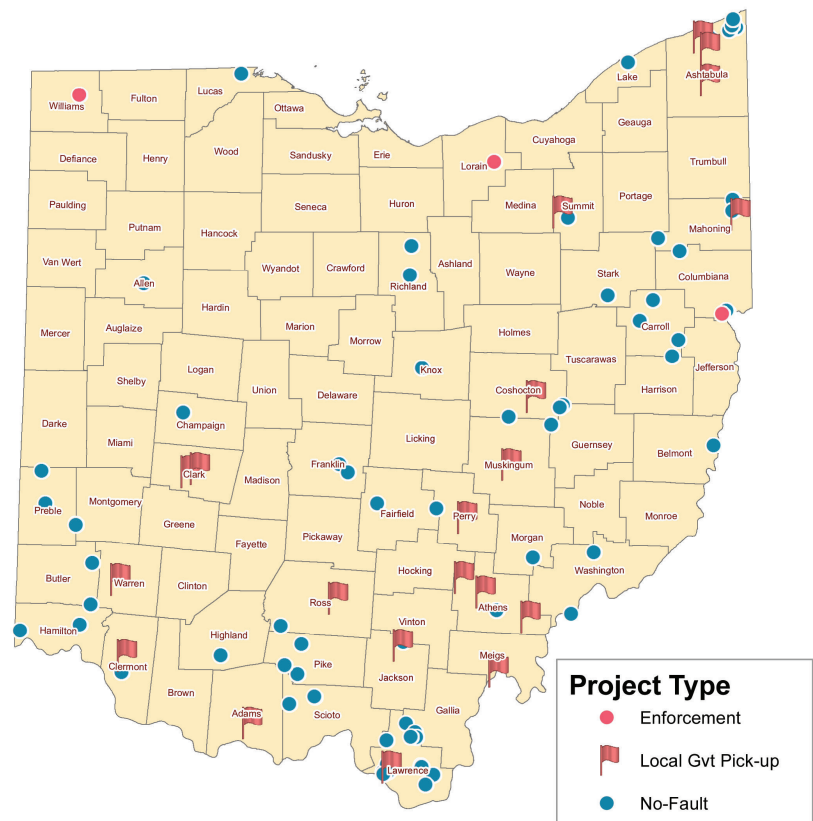 Ashtabula
Lake
Lucas
Williams
Fulton
Ottawa
Geauga
Cuyahoga
Wood
Sandusky
Erie
Lorain
Defiance
Henry
Trumbull
Portage
Paulding
Seneca
Huron
Medina
Summit
Putnam
Hancock
Mahoning
Van Wert
Wyandot
Crawford
Ashland
Wayne
Stark
Columbiana
Allen
Richland
Hardin
Mercer
Auglaize
Marion
Morrow
Holmes
Carroll
Tuscarawas
Jefferson
Logan
Knox
Shelby
Union
Delaware
Coshocton
Harrison
Darke
Champaign
Miami
Licking
Guernsey
Belmont
Franklin
Muskingum
Clark
Madison
Montgomery
Preble
Noble
Fairfield
Perry
Monroe
Greene
Pickaway
Morgan
Fayette
Hocking
Washington
Butler
Warren
Clinton
Ross
Athens
Vinton
Hamilton
Highland
Meigs
Clermont
Pike
Jackson
Brown
Gallia
Adams
Scioto
Lawrence
Project Type
Enforcement
Local Gvt Pick-up
No-Fault